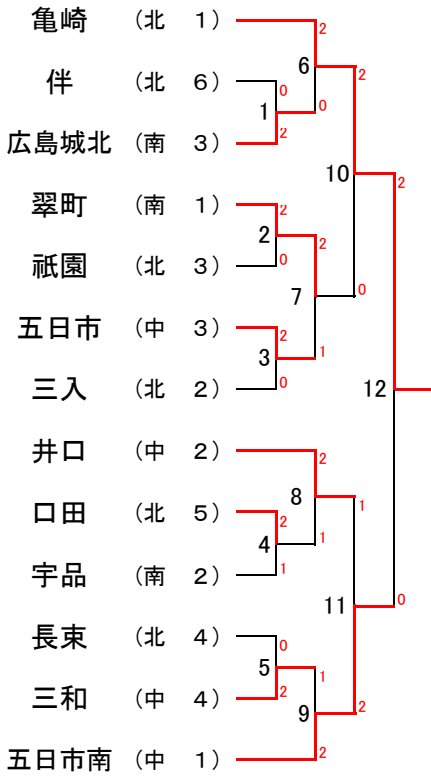 亀崎 (北 1) 2
6 2
伴 (北 6) 0
1 0
広島城北 (南 3) 2
10 2
翠町 (南 1) 2
2 2
祇園 (北 3) 0
7 0
五日市 (中 3) 2
3 1
三入 (北 2) 0
12
井口 (中 2) 2
8 1
口田 (北 5) 2
4 1
宇品 (南 2) 1
11 0
長束 (北 4) 0
5 1
三和 (中 4) 2
9 2
五日市南 (中 1) 2